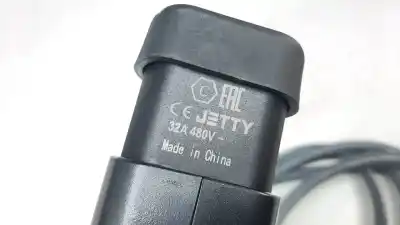 C EAC
CE JETTY
32A 480V ~
Made in China